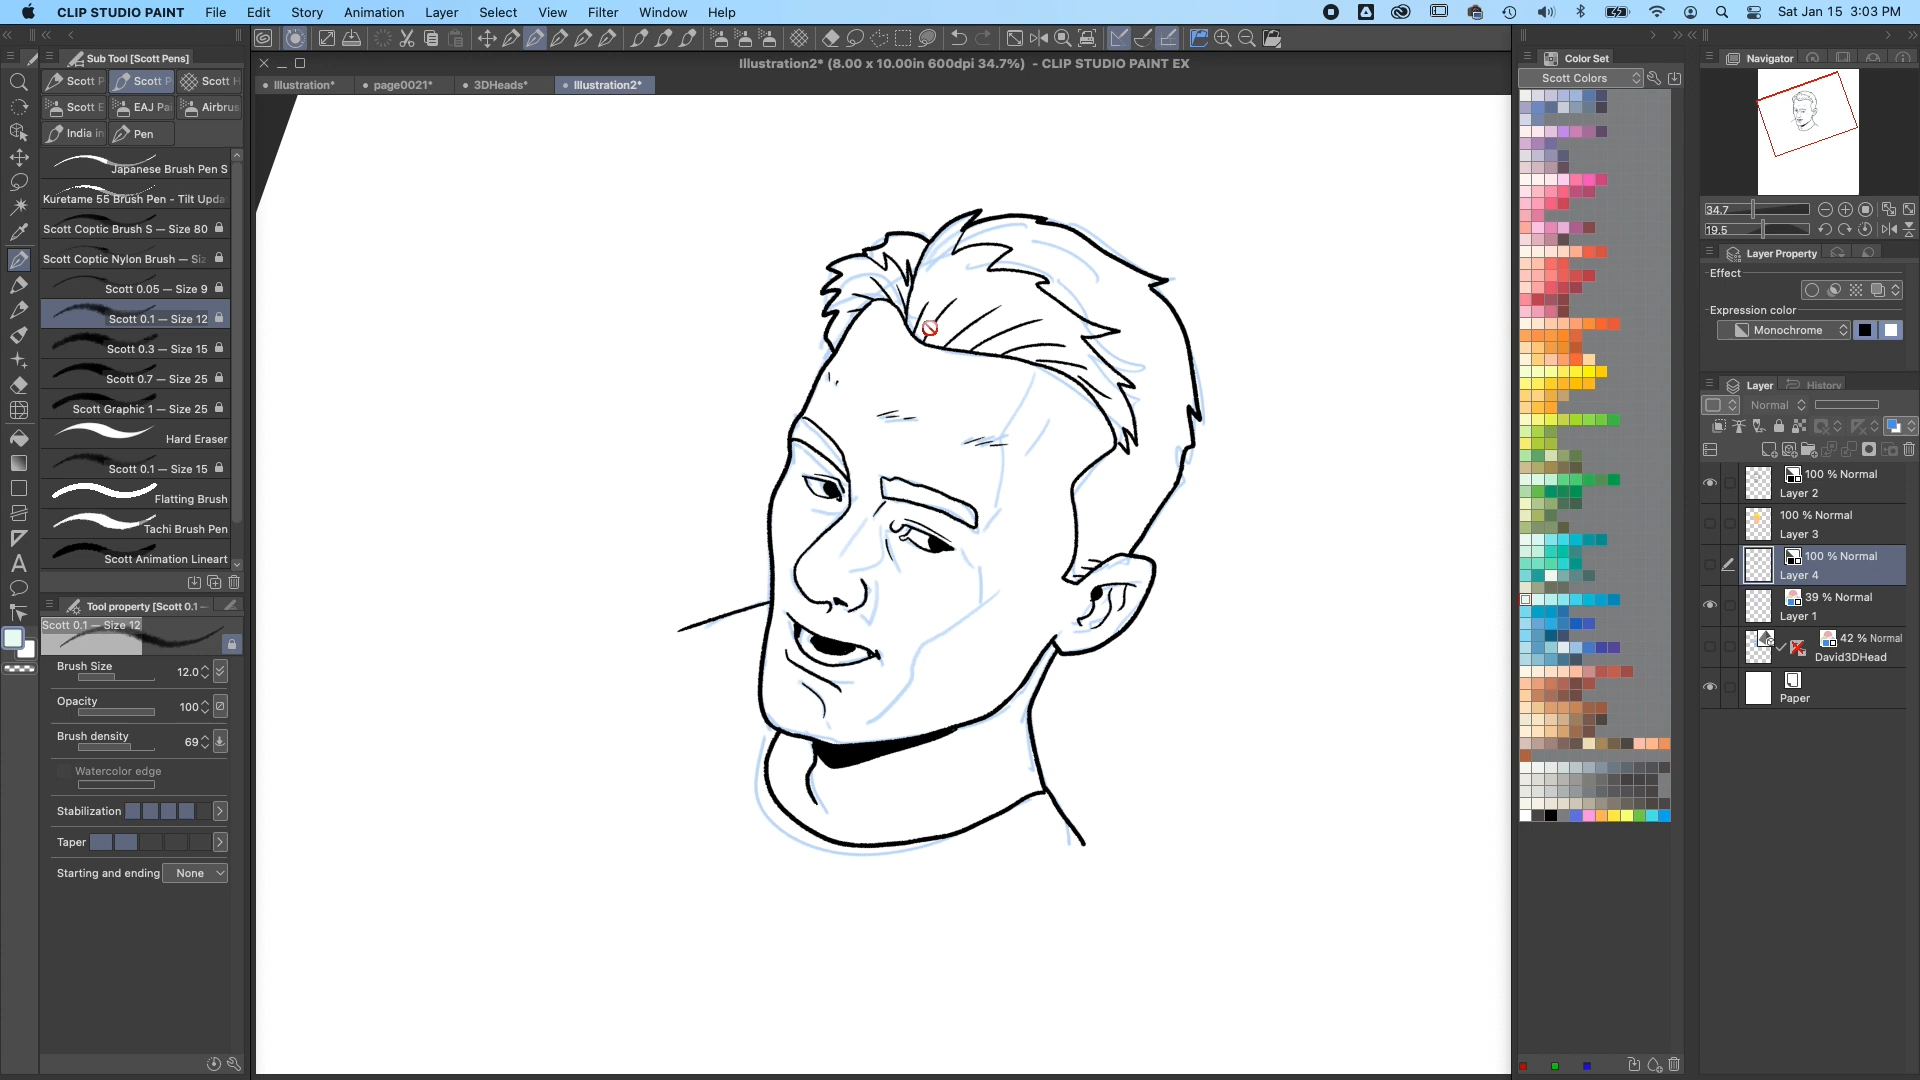 CLIP STUDIO PAINT File Edit Story Animation Layer Select View Filter Window Help Sat Jan 15 3:03 PM
Sub Tool [Scott Pens]
Illustration2* (8.00 x 10.00in 600dpi 34.7%) - CLIP STUDIO PAINT EX
Illustration* page0021* 3DHeads* Illustration2*
Scott P Scott P Scott H
Scott E EAJ Pai Airbrus
India in Pen
Japanese Brush Pen S
Kuretame 55 Brush Pen - Tilt Upda
Scott Coptic Brush S — Size 80
Scott Coptic Nylon Brush — Siz
Scott 0.05 — Size 9
Scott 0.1 — Size 12
Scott 0.3 — Size 15
Scott 0.7 — Size 25
Scott Graphic 1 — Size 25
Hard Eraser
Scott 0.1 — Size 15
Flatting Brush
Tachi Brush Pen
Scott Animation Lineart
Tool property [Scott 0.1 —
Scott 0.1 — Size 12
Brush Size 12.0
Opacity 100
Brush density 69
Watercolor edge
Stabilization
Taper
Starting and ending None
Color Set
Scott Colors
Navigator
34.7
19.5
Layer Property
Effect
Expression color
Monochrome
Layer History
Normal
100 % Normal
Layer 2
100 % Normal
Layer 3
100 % Normal
Layer 4
39 % Normal
Layer 1
42 % Normal
David3DHead
Paper